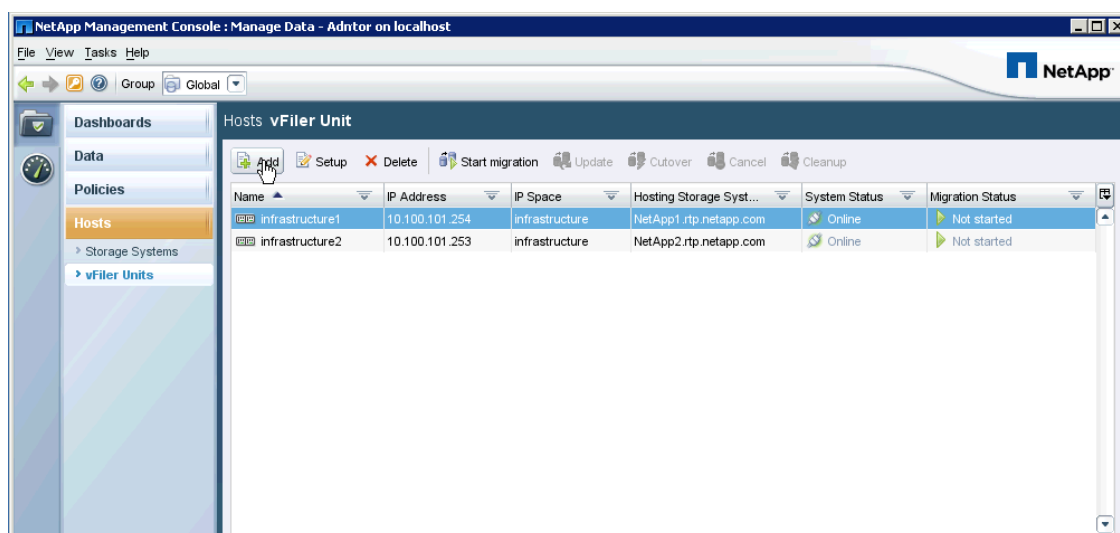 NetApp Management Console : Manage Data - Adntor on localhost
File View Tasks Help
Group Global
NetApp
Dashboards
Data
Policies
Hosts
Storage Systems
vFiler Units
Hosts vFiler Unit
Add Setup Delete Start migration Update Cutover Cancel Cleanup
Name IP Address IP Space Hosting Storage Syst... System Status Migration Status
infrastructure1 10.100.101.254 infrastructure NetApp1.rtp.netapp.com Online Not started
infrastructure2 10.100.101.253 infrastructure NetApp2.rtp.netapp.com Online Not started